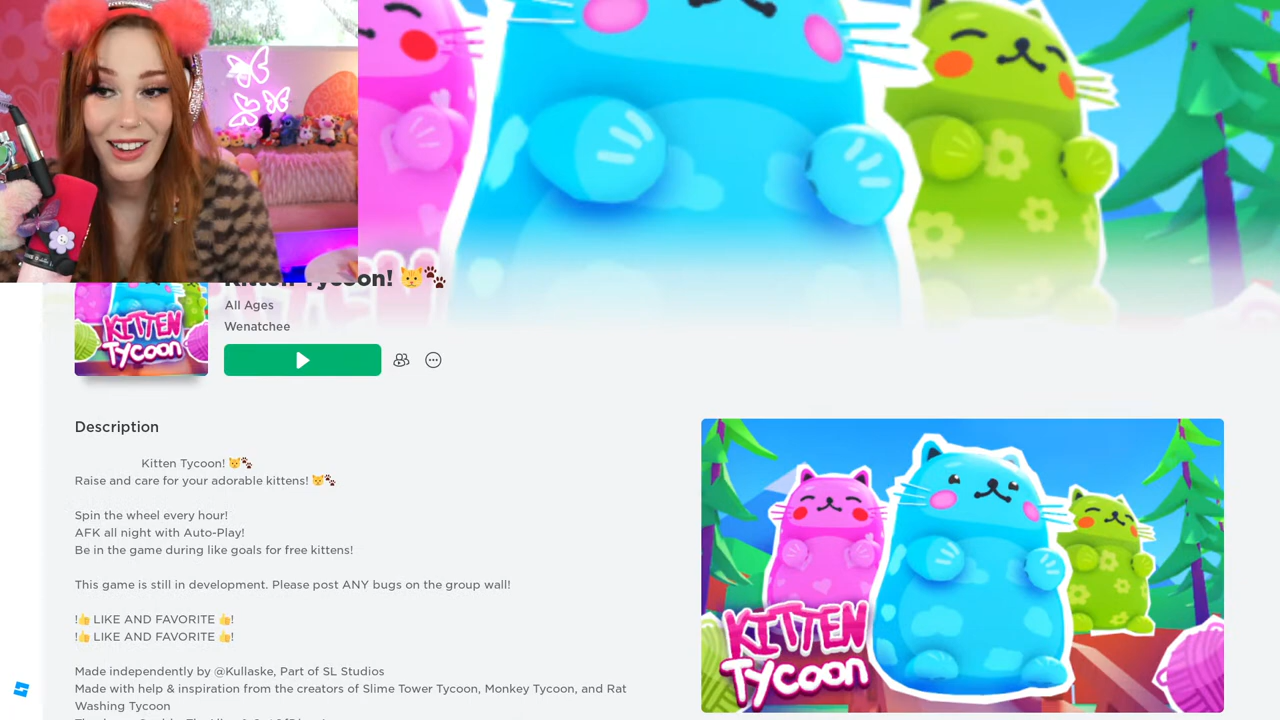 Kitten Tycoon! 🐱🐾
All Ages
Wenatchee
KITTEN
Tycoon
Description
Kitten Tycoon! 🐱🐾
Raise and care for your adorable kittens! 🐱🐾
Spin the wheel every hour!
AFK all night with Auto-Play!
Be in the game during like goals for free kittens!
This game is still in development. Please post ANY bugs on the group wall!
!👍 LIKE AND FAVORITE 👍!
!👍 LIKE AND FAVORITE 👍!
Made independently by @Kullaske, Part of SL Studios
Made with help & inspiration from the creators of Slime Tower Tycoon, Monkey Tycoon, and Rat
Washing Tycoon
KITTEN
Tycoon